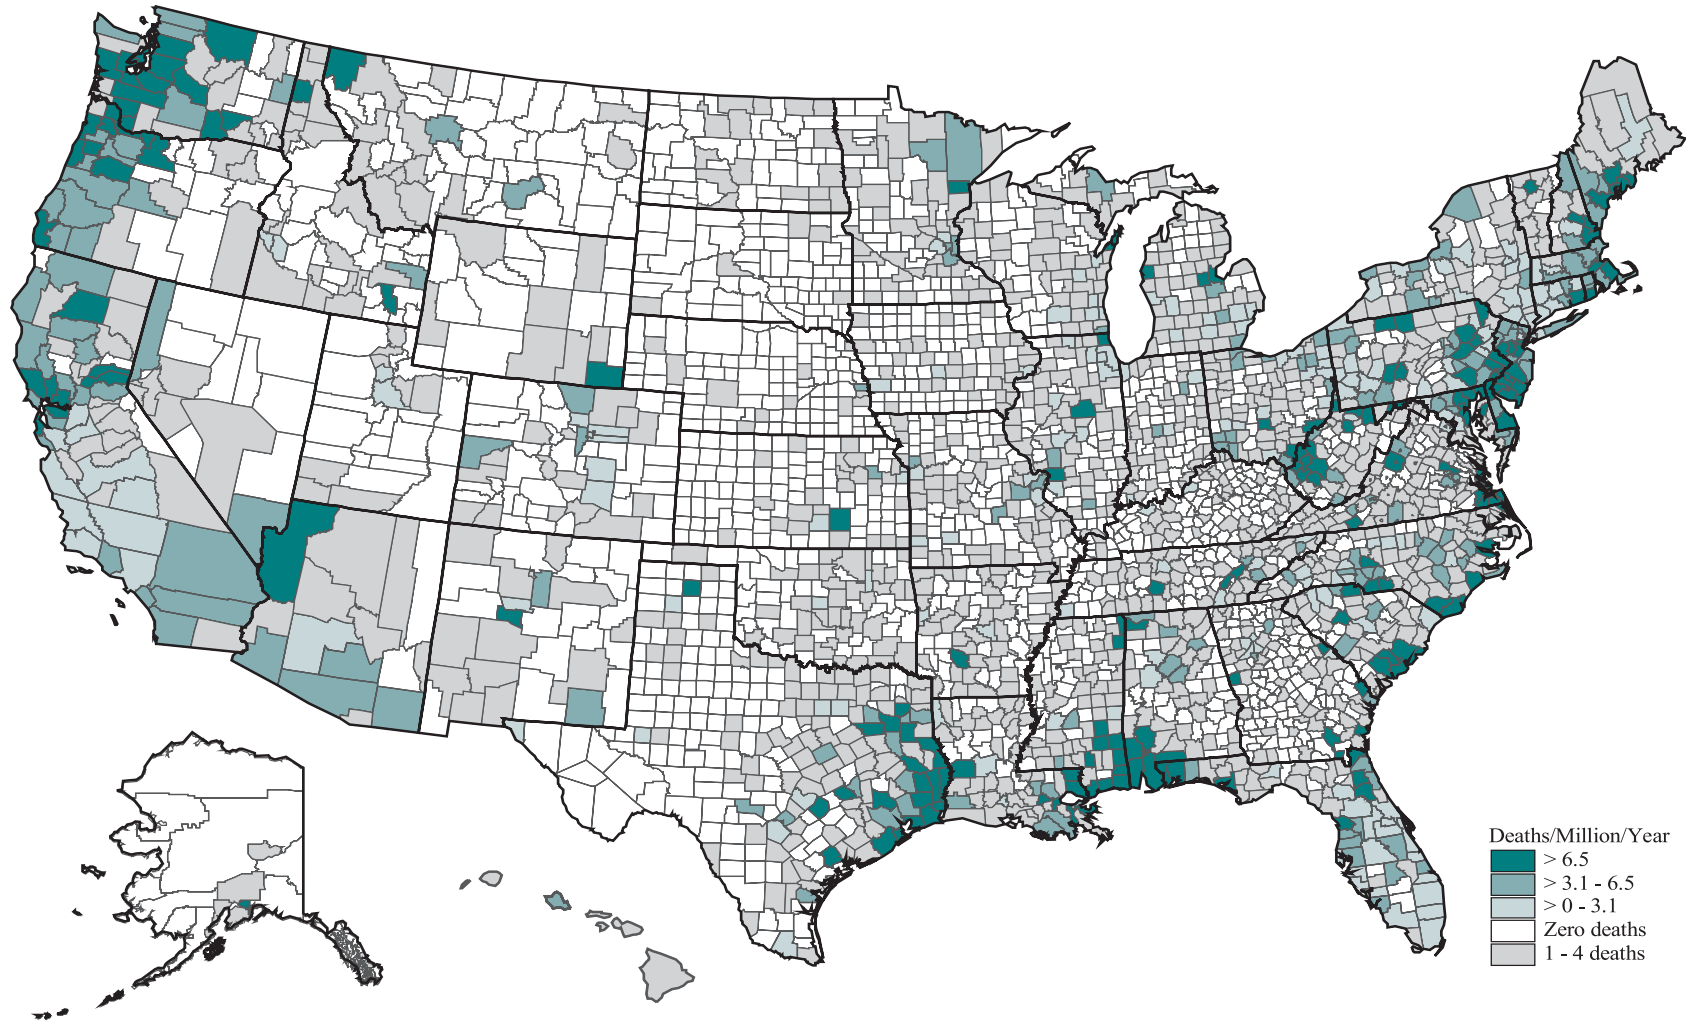 Deaths/Million/Year
> 6.5
> 3.1 - 6.5
> 0 - 3.1
Zero deaths
1 - 4 deaths